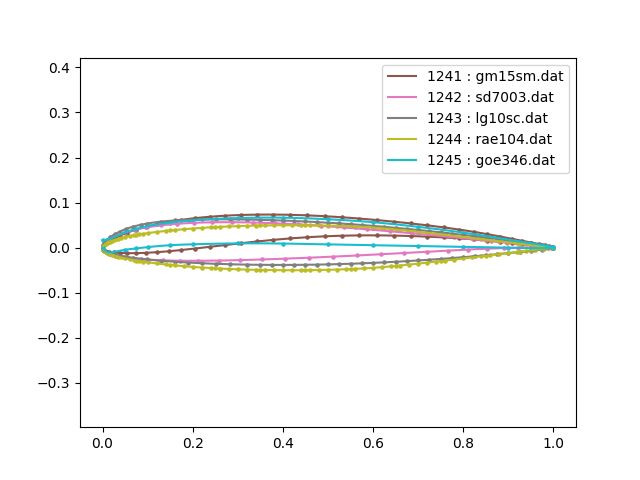 0.4
0.3
0.2
0.1
0.0
−0.1
−0.2
−0.3
0.0 0.2 0.4 0.6 0.8 1.0
1241 : gm15sm.dat
1242 : sd7003.dat
1243 : lg10sc.dat
1244 : rae104.dat
1245 : goe346.dat